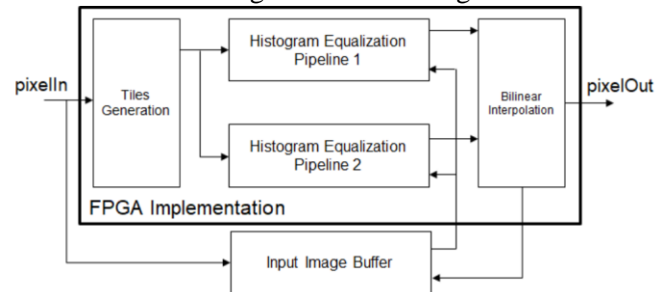 Histogram Equalization
Pipeline 1
pixelIn
Tiles
Generation
Bilinear
Interpolation
pixelOut
Histogram Equalization
Pipeline 2
FPGA Implementation
Input Image Buffer